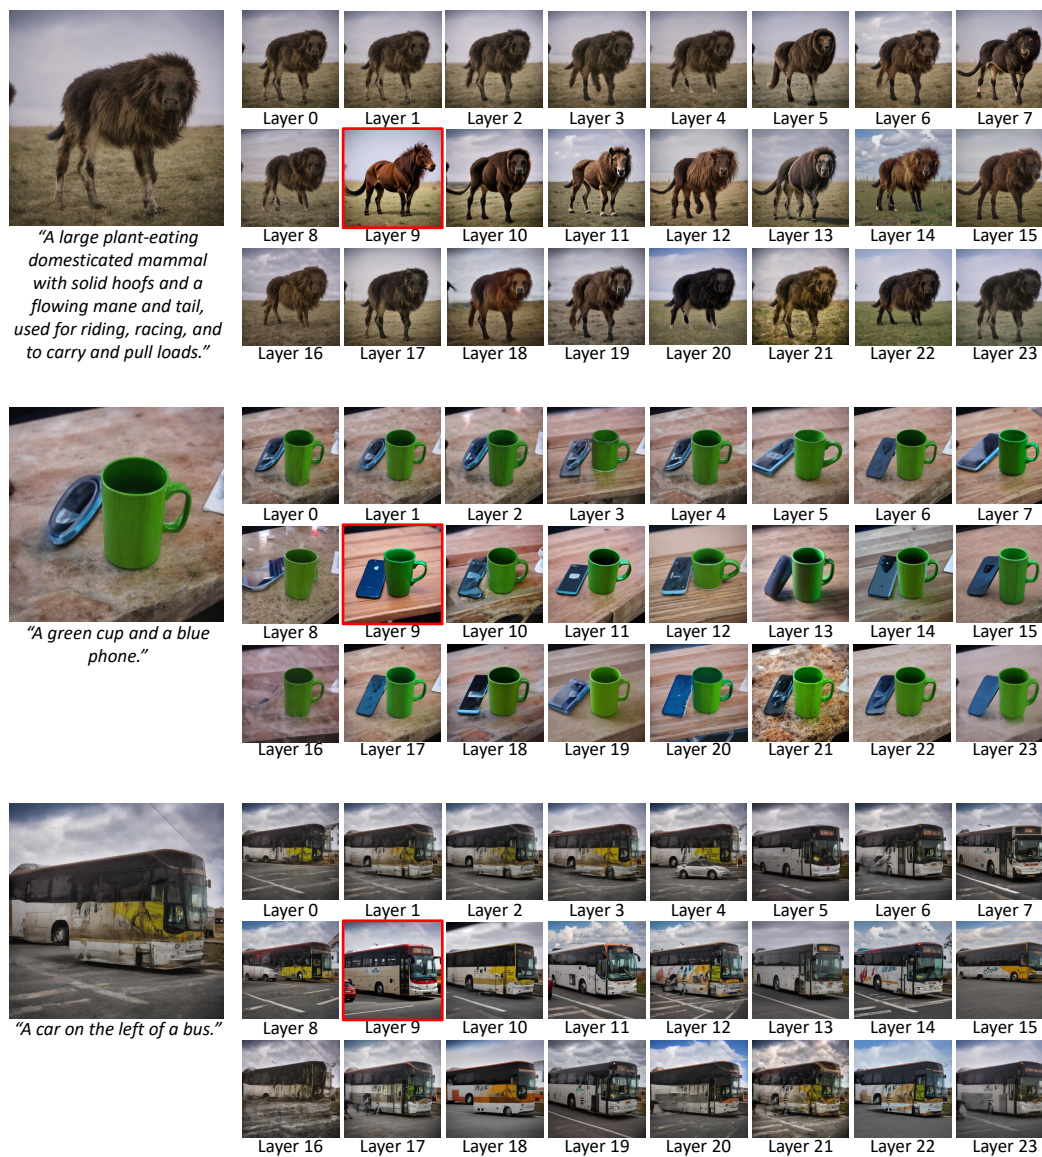 Layer 0 Layer 1 Layer 2 Layer 3 Layer 4 Layer 5 Layer 6 Layer 7
Layer 8 Layer 9 Layer 10 Layer 11 Layer 12 Layer 13 Layer 14 Layer 15
Layer 16 Layer 17 Layer 18 Layer 19 Layer 20 Layer 21 Layer 22 Layer 23
“A large plant-eating
domesticated mammal
with solid hoofs and a
flowing mane and tail,
used for riding, racing, and
to carry and pull loads.”
Layer 0 Layer 1 Layer 2 Layer 3 Layer 4 Layer 5 Layer 6 Layer 7
Layer 8 Layer 9 Layer 10 Layer 11 Layer 12 Layer 13 Layer 14 Layer 15
Layer 16 Layer 17 Layer 18 Layer 19 Layer 20 Layer 21 Layer 22 Layer 23
“A green cup and a blue
phone.”
Layer 0 Layer 1 Layer 2 Layer 3 Layer 4 Layer 5 Layer 6 Layer 7
Layer 8 Layer 9 Layer 10 Layer 11 Layer 12 Layer 13 Layer 14 Layer 15
Layer 16 Layer 17 Layer 18 Layer 19 Layer 20 Layer 21 Layer 22 Layer 23
“A car on the left of a bus.”